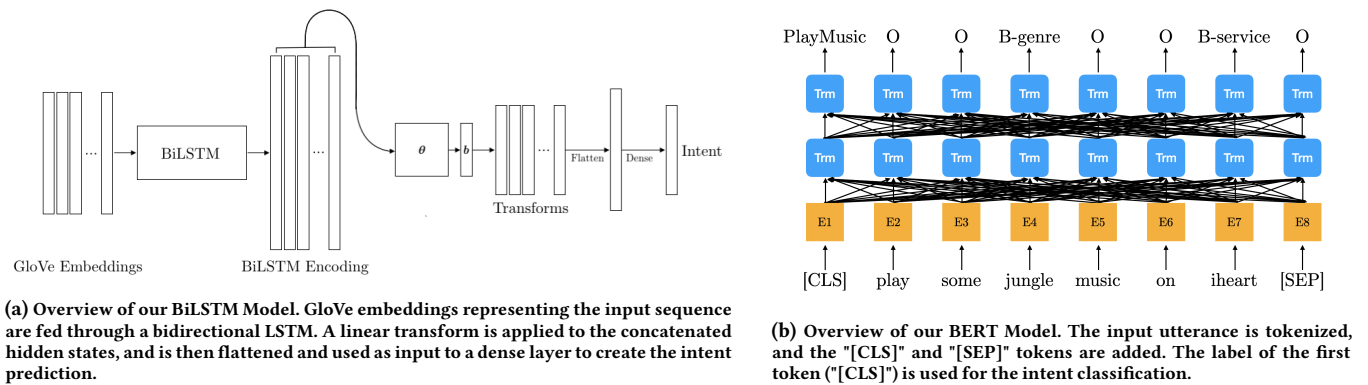 ...
BiLSTM
...
θ
b
...
Flatten
Dense
Intent
Transforms
GloVe Embeddings
BiLSTM Encoding
(a) Overview of our BiLSTM Model. GloVe embeddings representing the input sequence
are fed through a bidirectional LSTM. A linear transform is applied to the concatenated
hidden states, and is then flattened and used as input to a dense layer to create the intent
prediction.
PlayMusic O O B-genre O O B-service O
Trm Trm Trm Trm Trm Trm Trm Trm
Trm Trm Trm Trm Trm Trm Trm Trm
E1 E2 E3 E4 E5 E6 E7 E8
[CLS] play some jungle music on iheart [SEP]
(b) Overview of our BERT Model. The input utterance is tokenized,
and the "[CLS]" and "[SEP]" tokens are added. The label of the first
token ("[CLS]") is used for the intent classification.